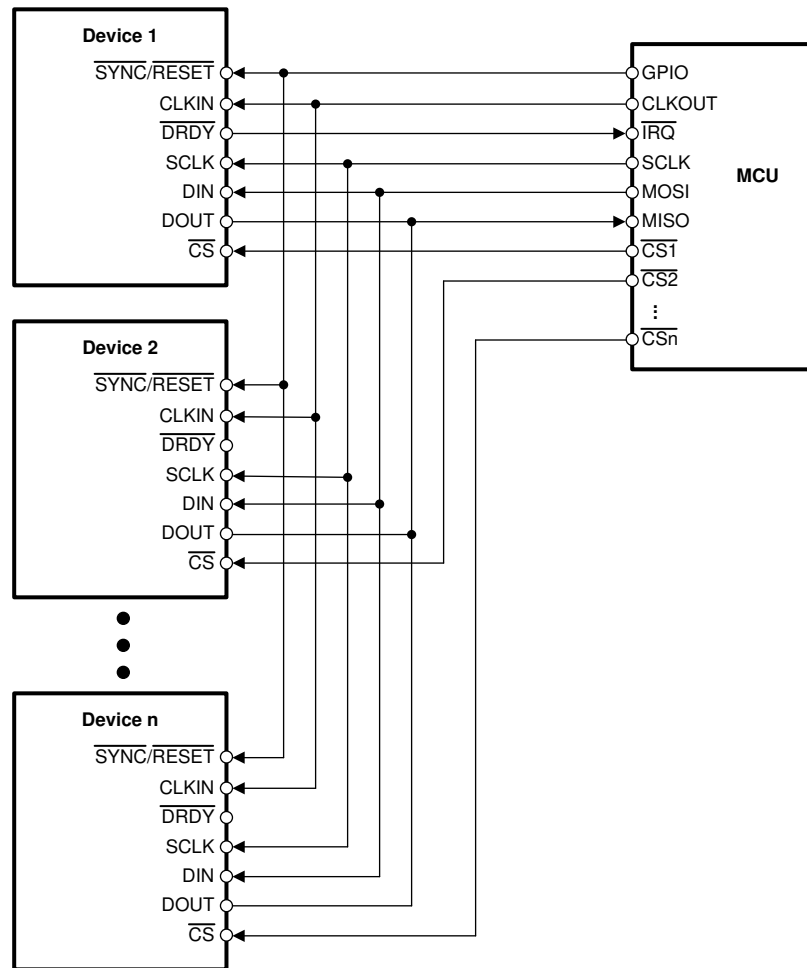 Device 1
SYNC/RESET
CLKIN
DRDY
SCLK
DIN
DOUT
CS
MCU
GPIO
CLKOUT
IRQ
SCLK
MOSI
MISO
CS1
CS2
⋮
CSn
Device 2
SYNC/RESET
CLKIN
DRDY
SCLK
DIN
DOUT
CS
Device n
SYNC/RESET
CLKIN
DRDY
SCLK
DIN
DOUT
CS